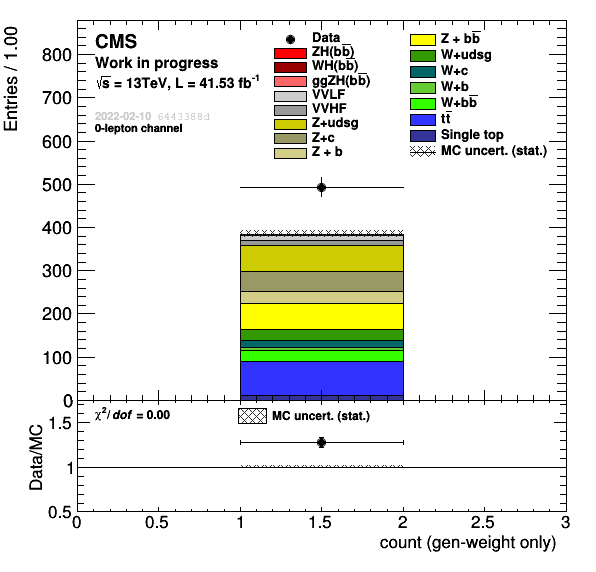 CMS
Work in progress
√s = 13TeV, L = 41.53 fb⁻¹
2022-02-10 6443388d
0-lepton channel
Data
ZH(bb̅)
WH(bb̅)
ggZH(bb̅)
VVLF
VVHF
Z+udsg
Z+c
Z + b
Z + bb̅
W+udsg
W+c
W+b
W+bb̅
tt̅
Single top
MC uncert. (stat.)
Entries / 1.00
800
700
600
500
400
300
200
100
0
χ²/dof = 0.00
MC uncert. (stat.)
Data/MC
1.5
1
0.5
0 0.5 1 1.5 2 2.5 3
count (gen-weight only)